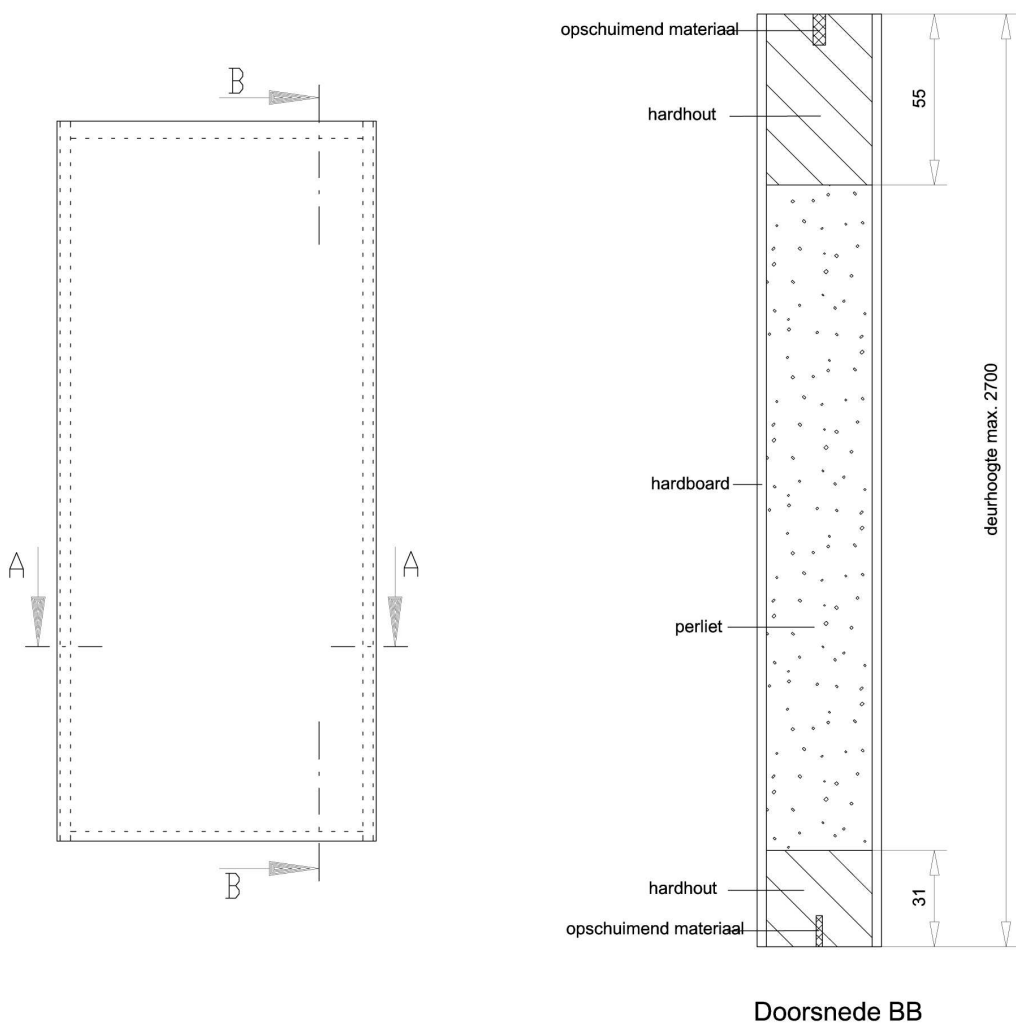 B
A
A
B
opschuimend materiaal
hardhout
55
hardboard
deurhoogte max. 2700
perliet
hardhout
31
opschuimend materiaal
Doorsnede BB